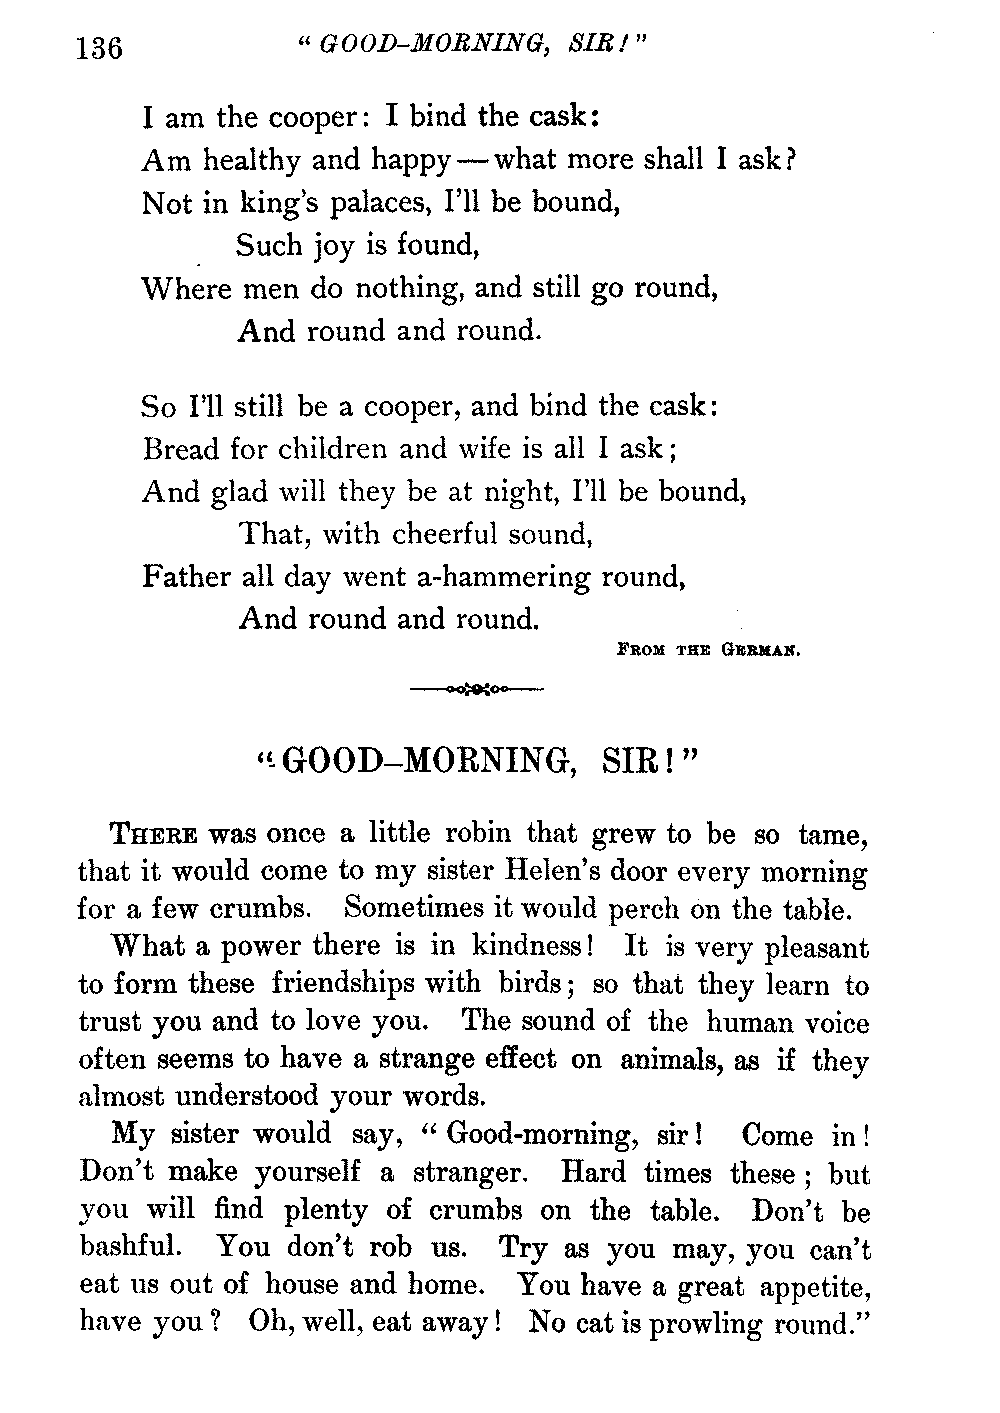 136 " GOOD-MORNING, SIR! "
I am the cooper: I bind the cask:
Am healthy and happy — what more shall I ask?
Not in king's palaces, I'll be bound,
Such joy is found,
Where men do nothing, and still go round,
And round and round.
So I'll still be a cooper, and bind the cask:
Bread for children and wife is all I ask;
And glad will they be at night, I'll be bound,
That, with cheerful sound,
Father all day went a-hammering round,
And round and round.
FROM THE GERMAN.
"GOOD-MORNING, SIR!"
THERE was once a little robin that grew to be so tame,
that it would come to my sister Helen's door every morning
for a few crumbs. Sometimes it would perch on the table.
What a power there is in kindness! It is very pleasant
to form these friendships with birds; so that they learn to
trust you and to love you. The sound of the human voice
often seems to have a strange effect on animals, as if they
almost understood your words.
My sister would say, "Good-morning, sir! Come in!
Don't make yourself a stranger. Hard times these; but
you will find plenty of crumbs on the table. Don't be
bashful. You don't rob us. Try as you may, you can't
eat us out of house and home. You have a great appetite,
have you? Oh, well, eat away! No cat is prowling round."